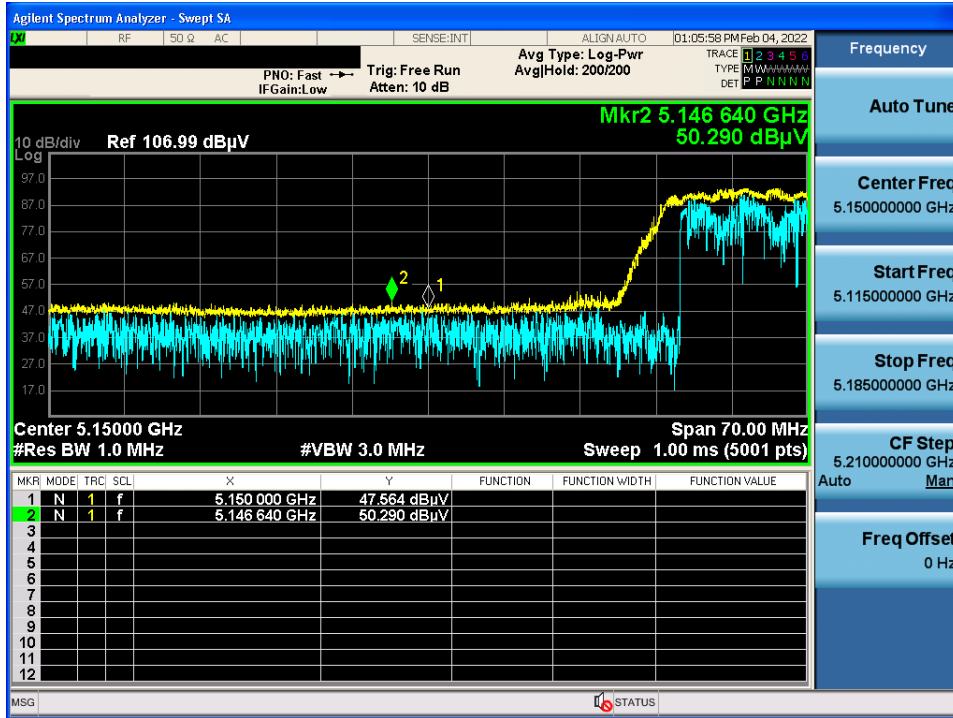 Agilent Spectrum Analyzer - Swept SA
LXI RF 50 Ω AC SENSE:INT ALIGN AUTO 01:05:58 PM Feb 04, 2022
PNO: Fast Trig: Free Run Avg Type: Log-Pwr TRACE 1 2 3 4 5 6
IFGain:Low Atten: 10 dB Avg|Hold: 200/200 TYPE M W W W W W
DET P P N N N N
Frequency
Mkr2 5.146 640 GHz
50.290 dBµV
10 dB/div Ref 106.99 dBµV
Log
97.0
87.0
77.0
67.0
57.0
47.0
37.0
27.0
17.0
2
1
Center 5.15000 GHz Span 70.00 MHz
#Res BW 1.0 MHz #VBW 3.0 MHz Sweep 1.00 ms (5001 pts)
MKR MODE TRC SCL X Y FUNCTION FUNCTION WIDTH FUNCTION VALUE
1 N 1 f 5.150 000 GHz 47.564 dBµV
2 N 1 f 5.146 640 GHz 50.290 dBµV
3
4
5
6
7
8
9
10
11
12
Auto Tune
Center Freq
5.150000000 GHz
Start Freq
5.115000000 GHz
Stop Freq
5.185000000 GHz
CF Step
5.210000000 GHz
Auto Man
Freq Offset
0 Hz
MSG STATUS